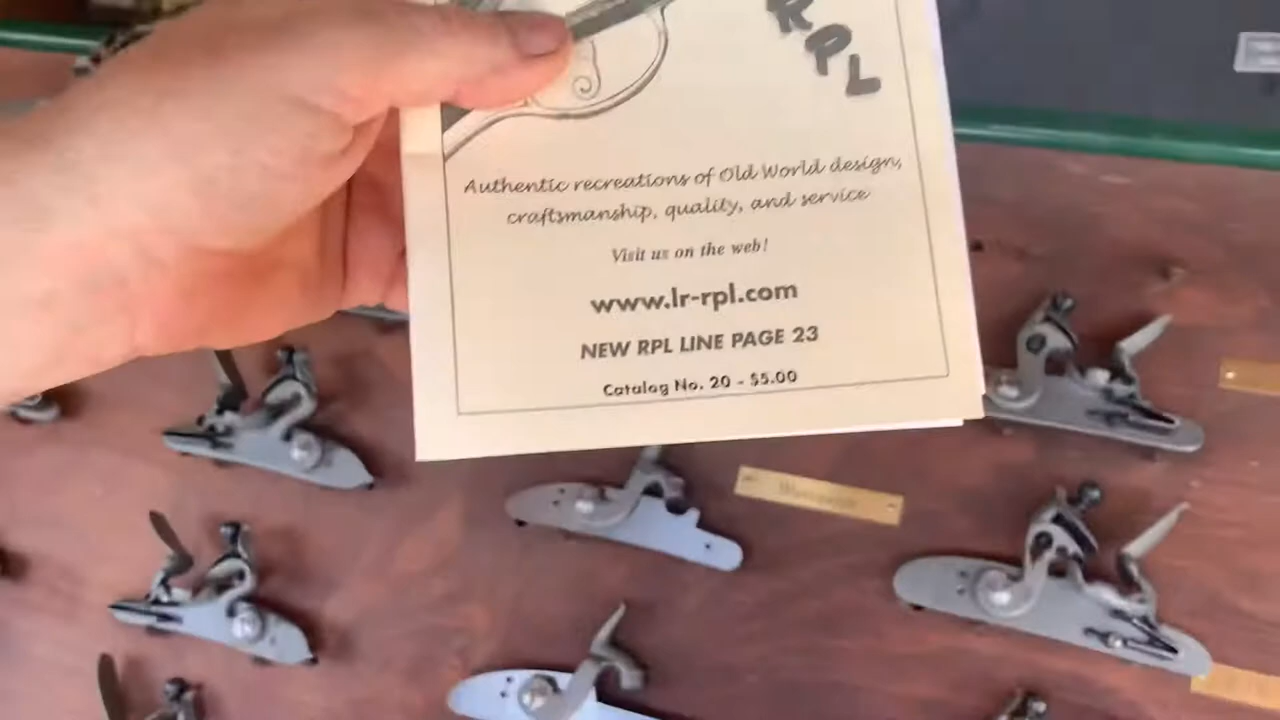 RPL
Authentic recreations of Old World design,
craftsmanship, quality, and service
Visit us on the web!
www.lr-rpl.com
NEW RPL LINE PAGE 23
Catalog No. 20 - $5.00